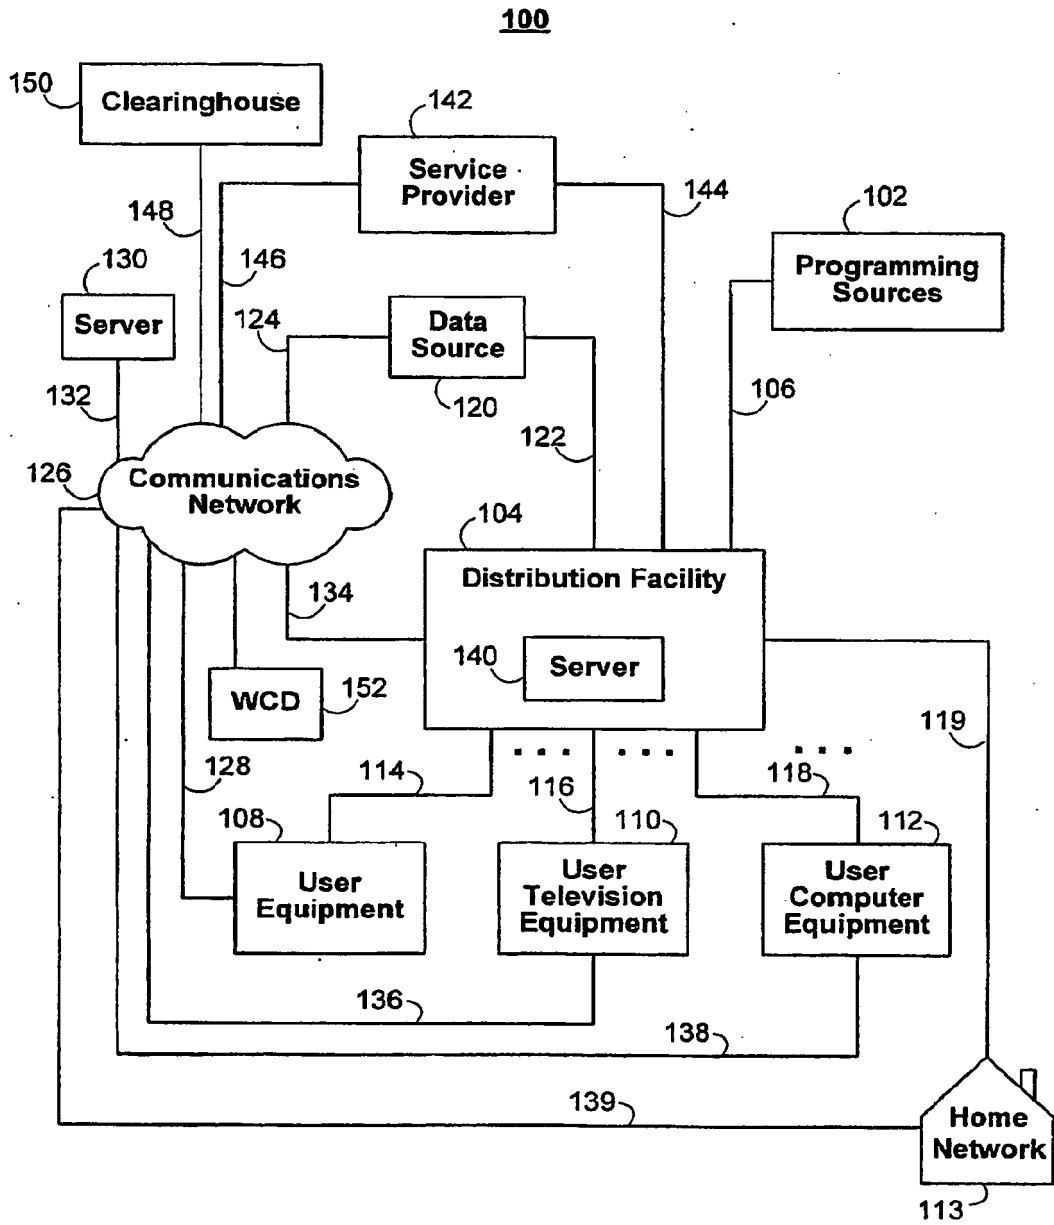 100
150
Clearinghouse
142
Service
Provider
148
144
102
130
146
Programming
Sources
Server
124
Data
Source
132
120
106
122
126
Communications
Network
104
Distribution Facility
134
140
Server
WCD
152
119
128
114
116
118
108
110
112
User
Equipment
User
Television
Equipment
User
Computer
Equipment
136
138
139
Home
Network
113